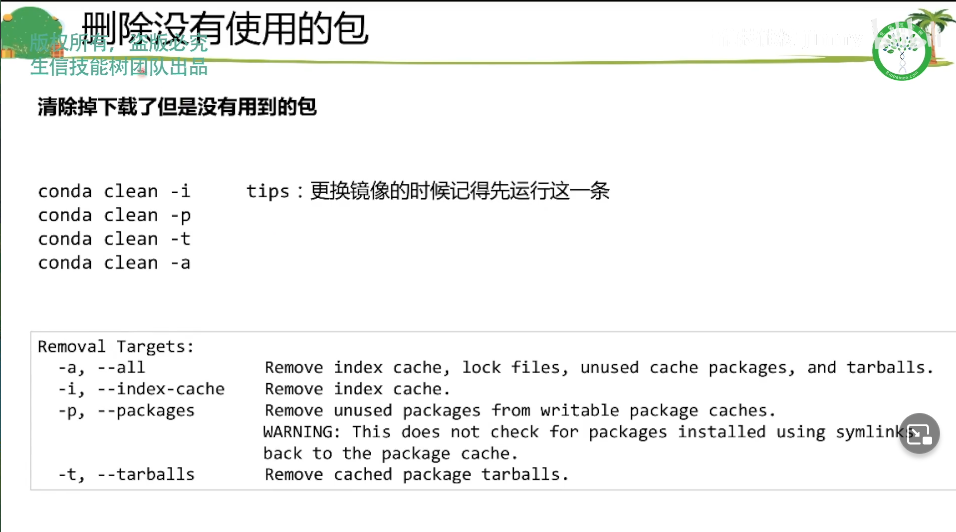 删除没有使用的包
版权所有，盗版必究
生信技能树团队出品
清除掉下载了但是没有用到的包
conda clean -i tips：更换镜像的时候记得先运行这一条
conda clean -p
conda clean -t
conda clean -a
Removal Targets:
-a, --all Remove index cache, lock files, unused cache packages, and tarballs.
-i, --index-cache Remove index cache.
-p, --packages Remove unused packages from writable package caches.
WARNING: This does not check for packages installed using symlinks
back to the package cache.
-t, --tarballs Remove cached package tarballs.